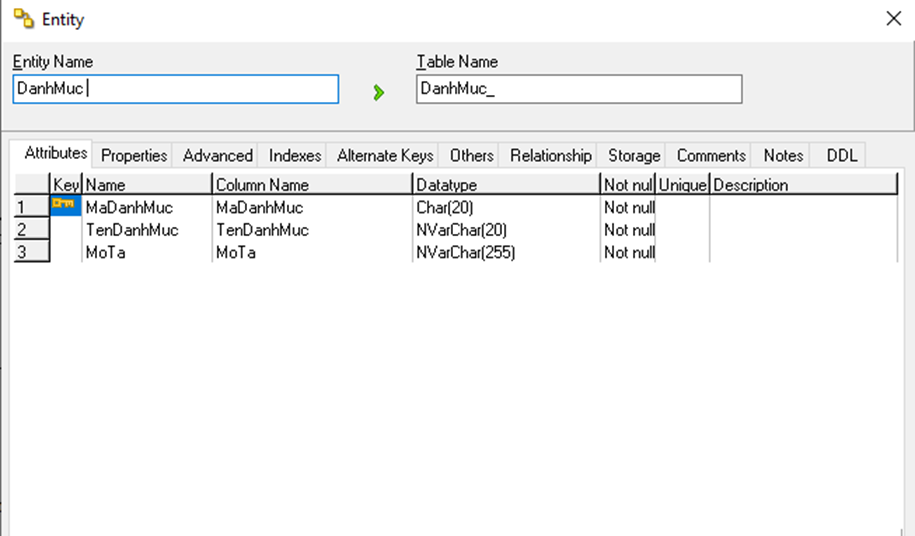 Entity
Entity Name Table Name
DanhMuc DanhMuc_
Attributes Properties Advanced Indexes Alternate Keys Others Relationship Storage Comments Notes DDL
Key Name Column Name Datatype Not nul Unique Description
1 MaDanhMuc MaDanhMuc Char(20) Not null
2 TenDanhMuc TenDanhMuc NVarChar(20) Not null
3 MoTa MoTa NVarChar(255) Not null